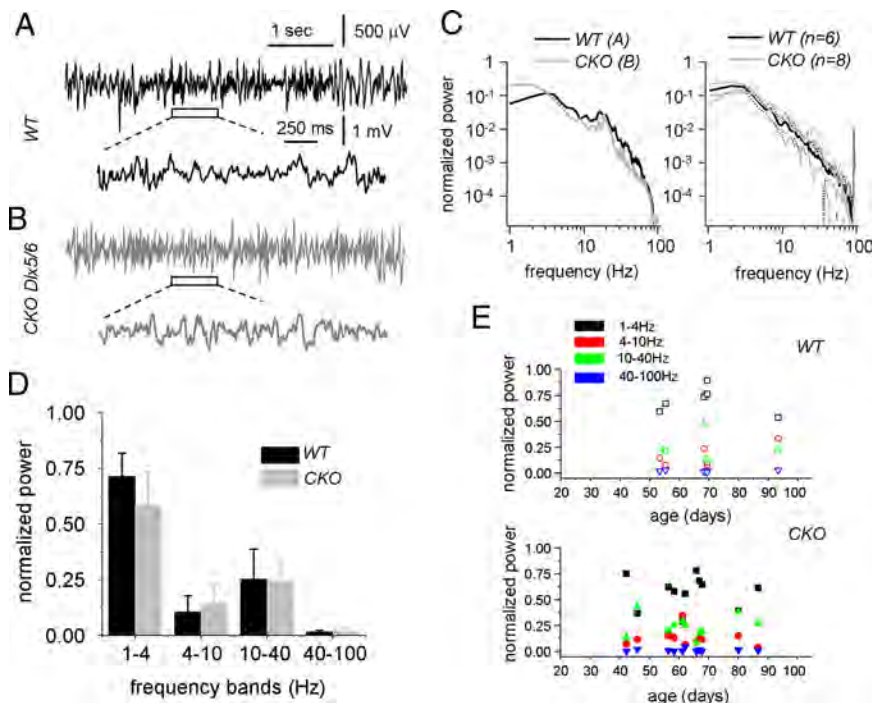 A
1 sec
500 µV
WT
250 ms
1 mV
B
CKO Dlx5/6
C
WT (A)
CKO (B)
WT (n=6)
CKO (n=8)
normalized power
1
10⁻¹
10⁻²
10⁻³
10⁻⁴
1
10
100
frequency (Hz)
1
10⁻¹
10⁻²
10⁻³
10⁻⁴
1
10
100
frequency (Hz)
D
normalized power
1.00
0.75
0.50
0.25
0.00
WT
CKO
1-4
4-10
10-40
40-100
frequency bands (Hz)
E
1-4Hz
4-10Hz
10-40Hz
40-100Hz
WT
normalized power
1.00
0.75
0.50
0.25
0.00
20 30 40 50 60 70 80 90 100
age (days)
CKO
normalized power
1.00
0.75
0.50
0.25
0.00
20 30 40 50 60 70 80 90 100
age (days)